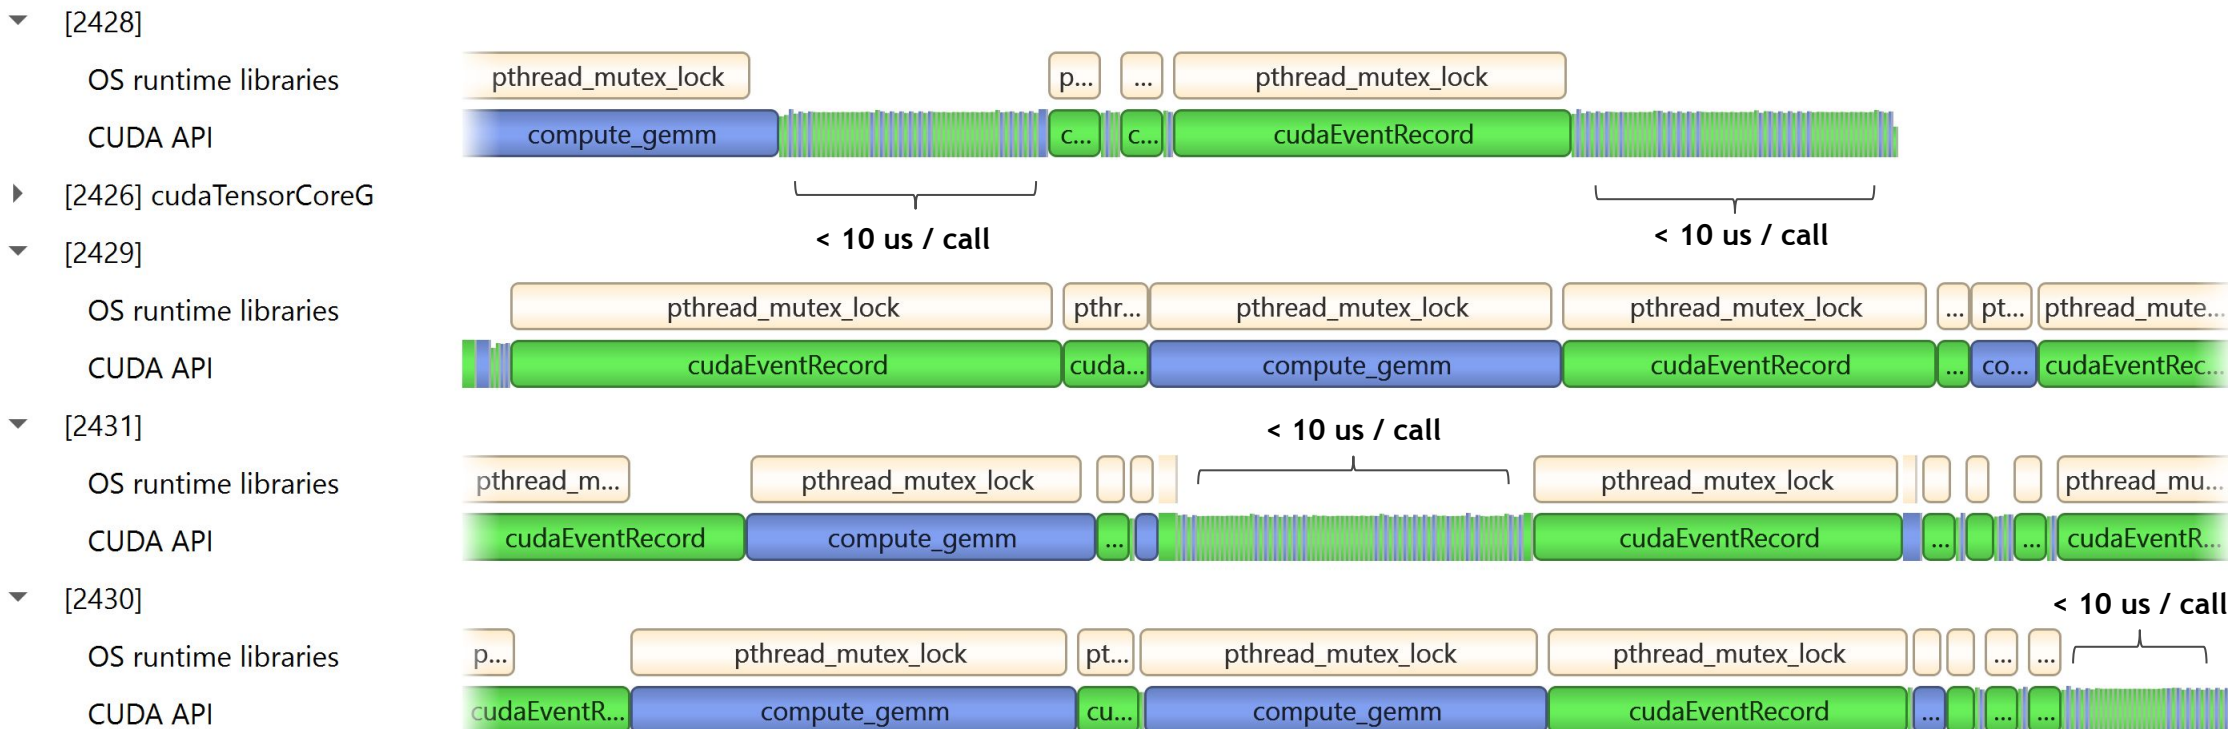 [2428]
OS runtime libraries pthread_mutex_lock p... ... pthread_mutex_lock
CUDA API compute_gemm c... c... cudaEventRecord
[2426] cudaTensorCoreG
< 10 us / call < 10 us / call
[2429]
OS runtime libraries pthread_mutex_lock pthr... pthread_mutex_lock pthread_mutex_lock ... pt... pthread_mute...
CUDA API cudaEventRecord cuda... compute_gemm cudaEventRecord ... co... cudaEventRec...
[2431] < 10 us / call
OS runtime libraries pthread_m... pthread_mutex_lock pthread_mutex_lock pthread_mu...
CUDA API cudaEventRecord compute_gemm ... cudaEventRecord ... ... cudaEventR...
[2430] < 10 us / call
OS runtime libraries p... pthread_mutex_lock pt... pthread_mutex_lock pthread_mutex_lock ... ...
CUDA API cudaEventR... compute_gemm cu... compute_gemm cudaEventRecord ... ... ...